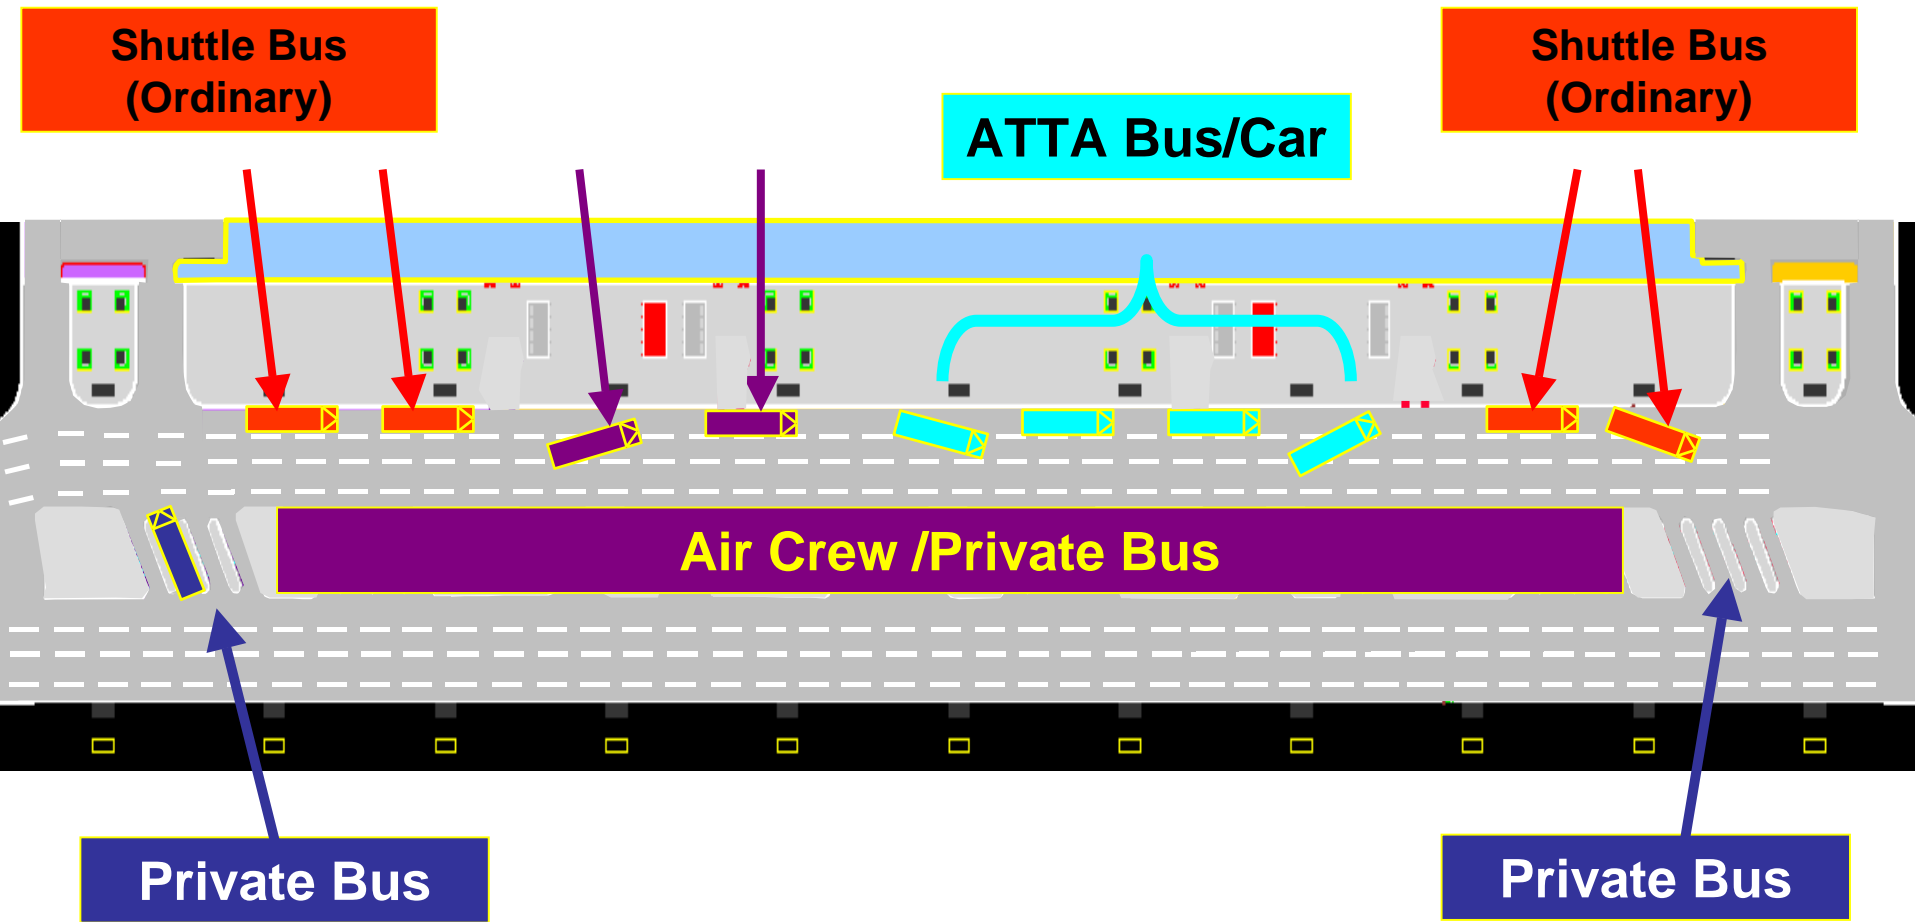 Shuttle Bus
(Ordinary)
Shuttle Bus
(Ordinary)
ATTA Bus/Car
Air Crew /Private Bus
Private Bus
Private Bus